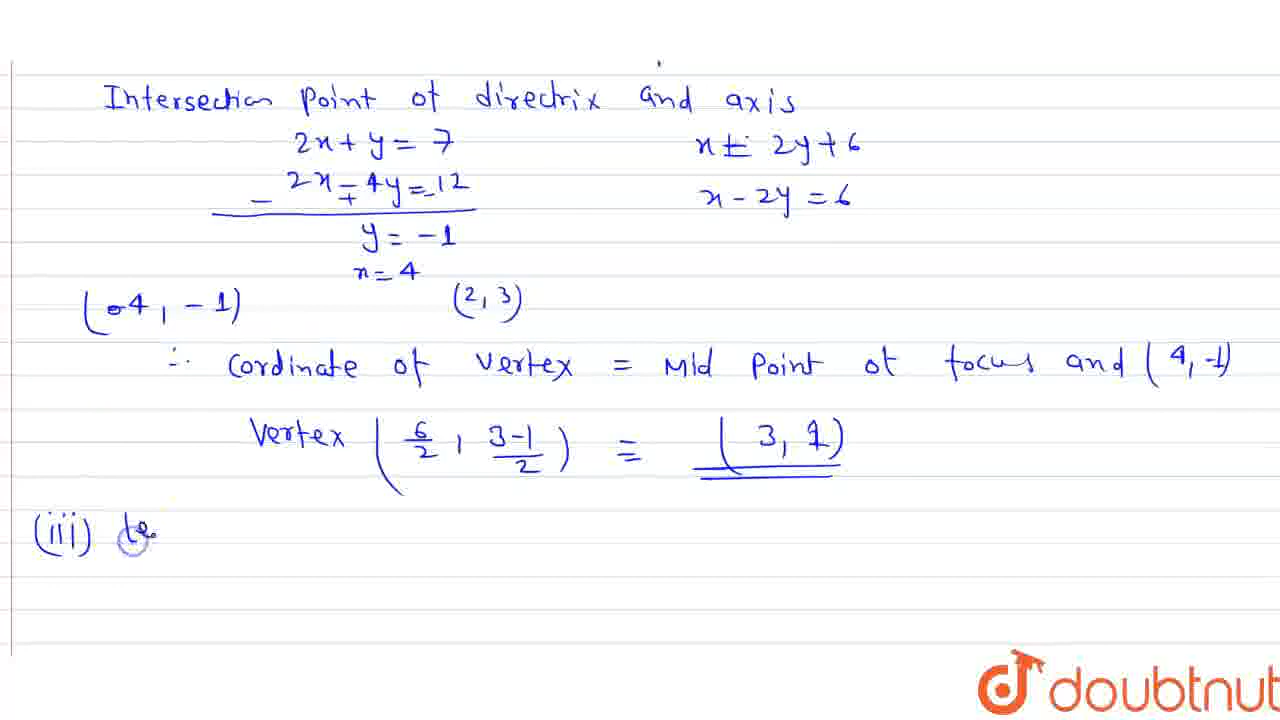 Intersection Point of directrix and axis
2x + y = 7
x = 2y + 6
2x - 4y = 12
- + -
x - 2y = 6
y = -1
x = 4
(4, -1)
(2, 3)
∴ Cordinate of vertex = Mid Point of focus and (4, -1)
Vertex (6/2, 3-1/2) = (3, 1)
(iii) le
doubtnut